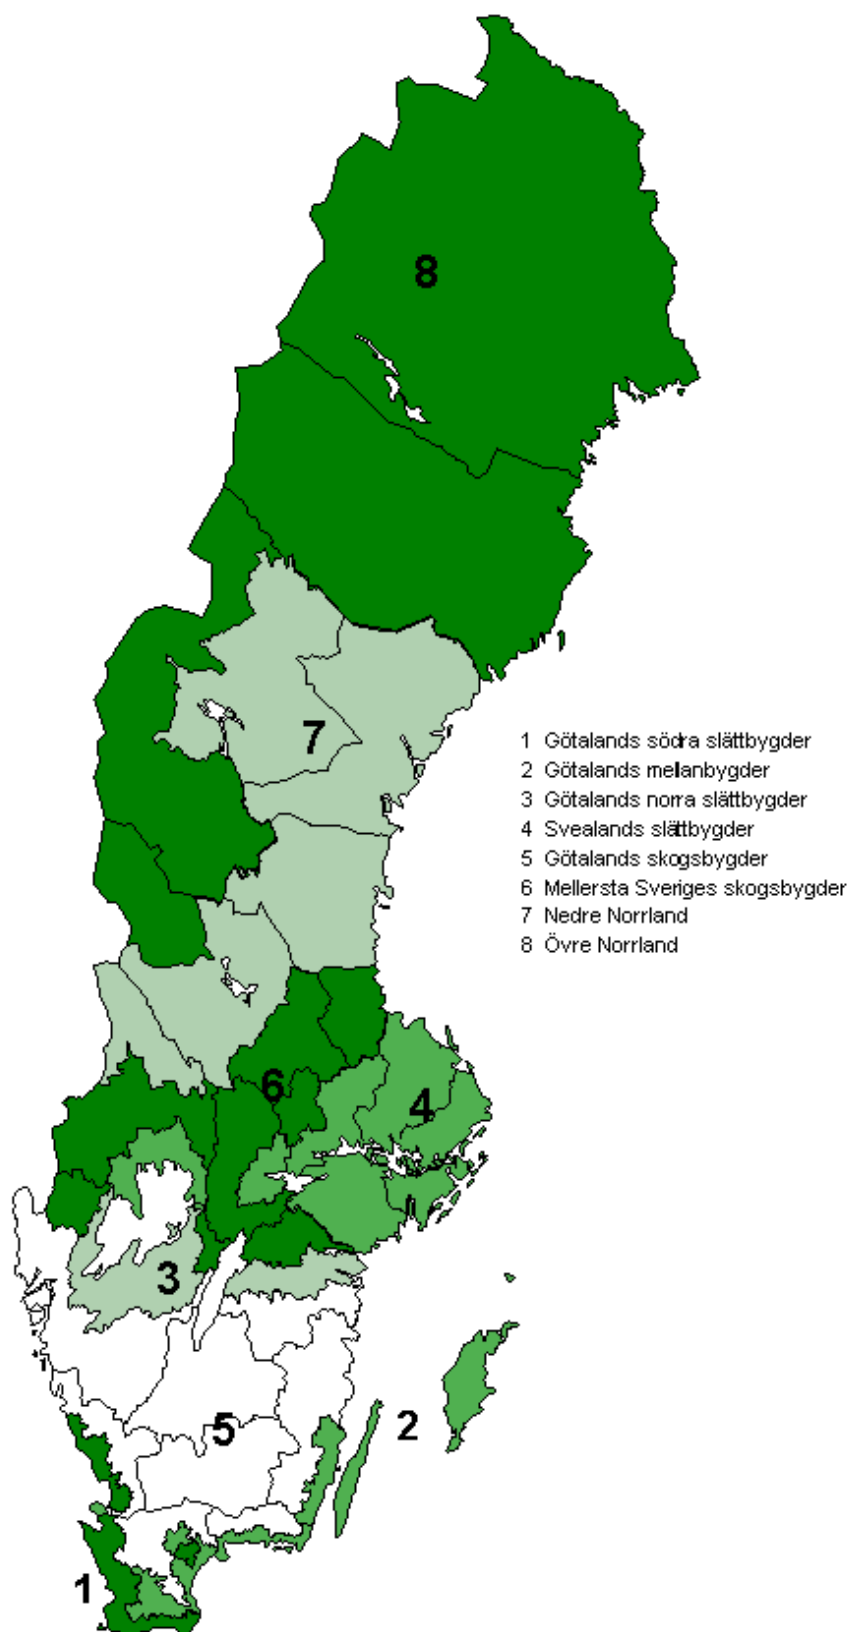 8
7
1 Götalands södra slättbygder
2 Götalands mellanbygder
3 Götalands norra slättbygder
4 Svealands slättbygder
5 Götalands skogsbygder
6 Mellersta Sveriges skogsbygder
7 Nedre Norrland
8 Övre Norrland
6
4
3
5
2
1